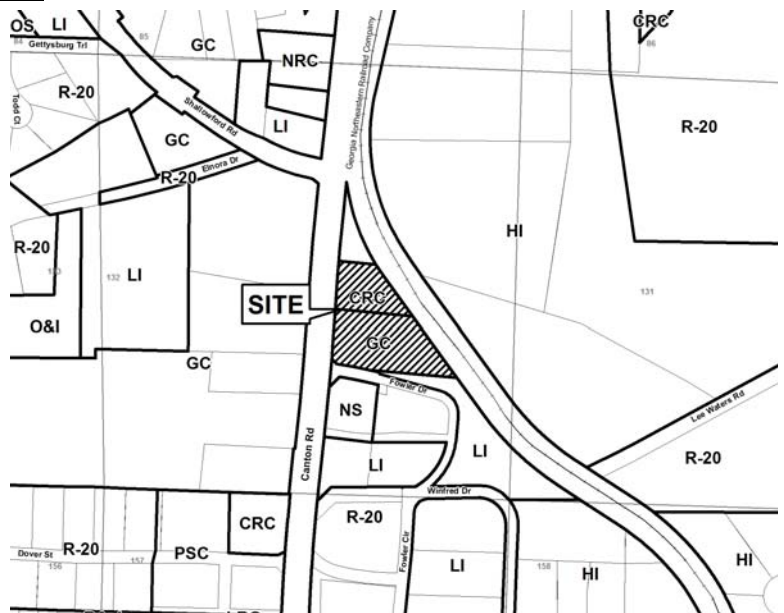 OS
LI
GC
85
CRC
84
Gettysburg Trl
86
NRC
Georgia Northeastern Railroad Company
R-20
Todd Ct
Shallowford Rd
LI
R-20
GC
Elnora Dr
R-20
R-20
HI
LI
132
131
SITE
CRC
O&I
GC
GC
Fowler Dr
NS
Lee Waters Rd
Canton Rd
LI
LI
R-20
Winfred Dr
CRC
R-20
R-20
PSC
Dover St
Fowler Cir
156
157
LI
158
HI
HI